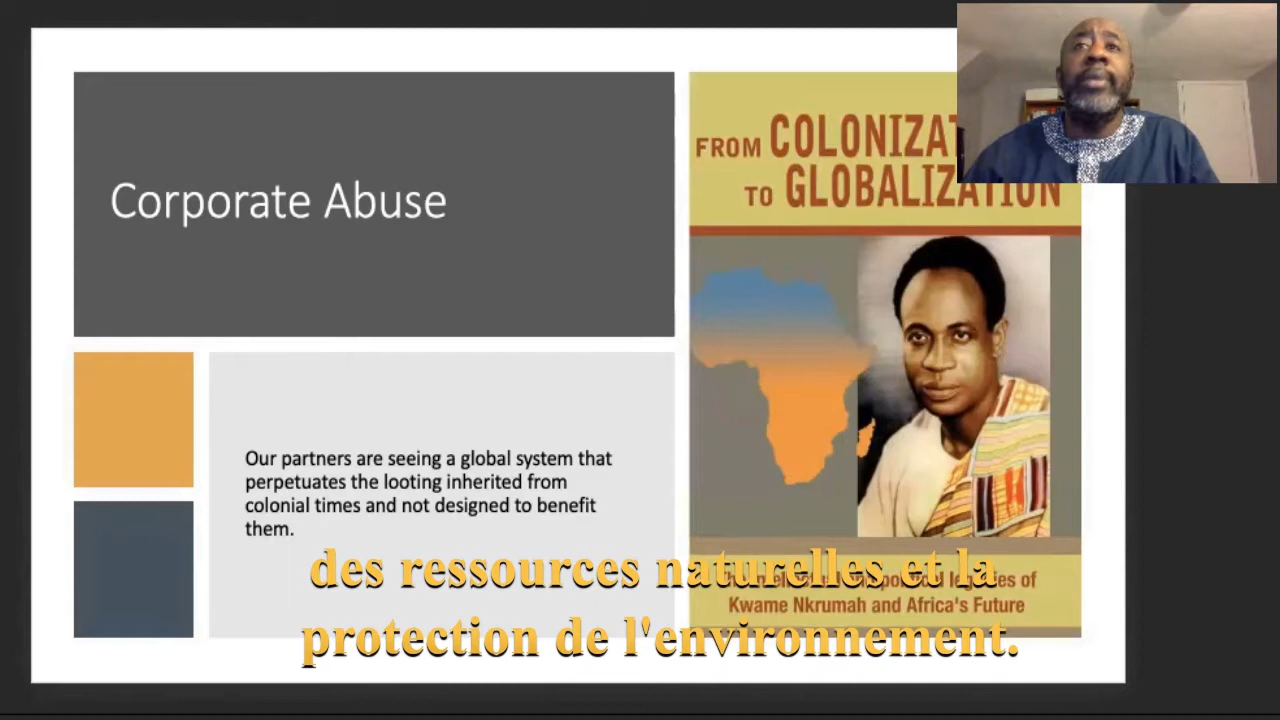 FROM
TO GLOBALIZATION
Corporate Abuse
Our partners are seeing a global system that
perpetuates the looting inherited from
colonial times and not designed to benefit
them.
of
Kwame Nkrumah and Africa's Future
des ressources naturelles et la
protection de l'environnement.